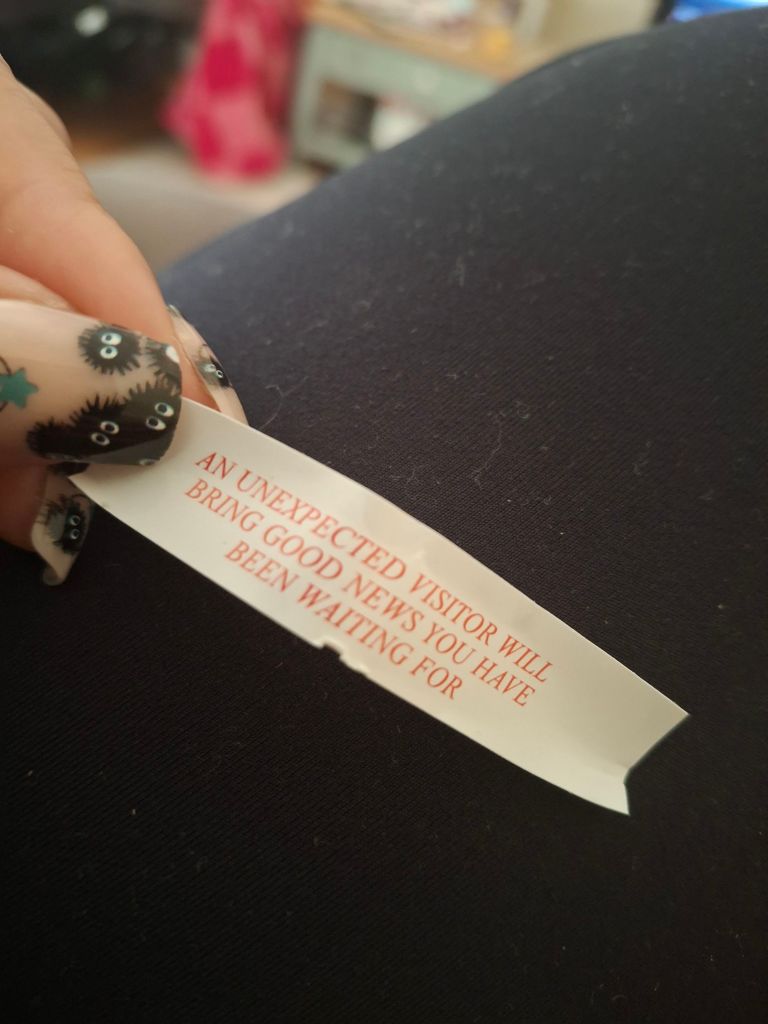 AN UNEXPECTED VISITOR WILL
BRING GOOD NEWS YOU HAVE
BEEN WAITING FOR